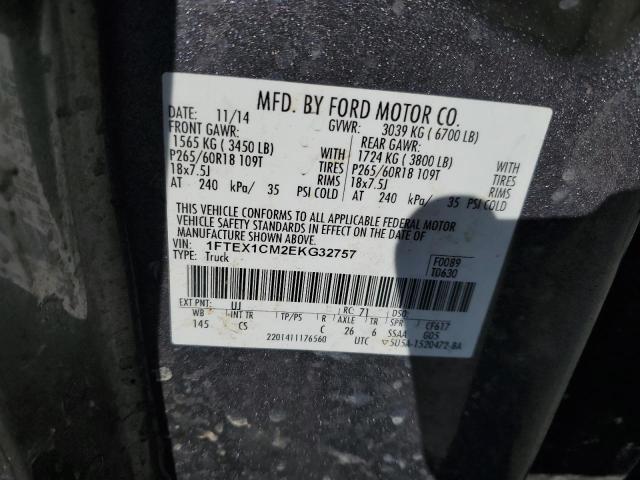 MFD. BY FORD MOTOR CO.
DATE: 11/14 GVWR: 3039 KG ( 6700 LB)
FRONT GAWR: REAR GAWR:
1565 KG ( 3450 LB) WITH 1724 KG ( 3800 LB) WITH
P265/60R18 109T TIRES P265/60R18 109T TIRES
18x7.5J RIMS 18x7.5J RIMS
AT 240 kPa/ 35 PSI COLD AT 240 kPa/ 35 PSI COLD
THIS VEHICLE CONFORMS TO ALL APPLICABLE FEDERAL MOTOR
VEHICLE SAFETY STANDARDS IN EFFECT ON THE DATE OF
MANUFACTURE SHOWN ABOVE.
VIN: 1FTEX1CM2EKG32757 F0089
TYPE: Truck T0630
EXT PNT: UJ RC: 71 DSO:
WB INT TR TP/PS R AXLE TR SPR CF617
145 CS C 26 6 SSAA GOS
2201411176560 UTC 5U5A-1520472-BA